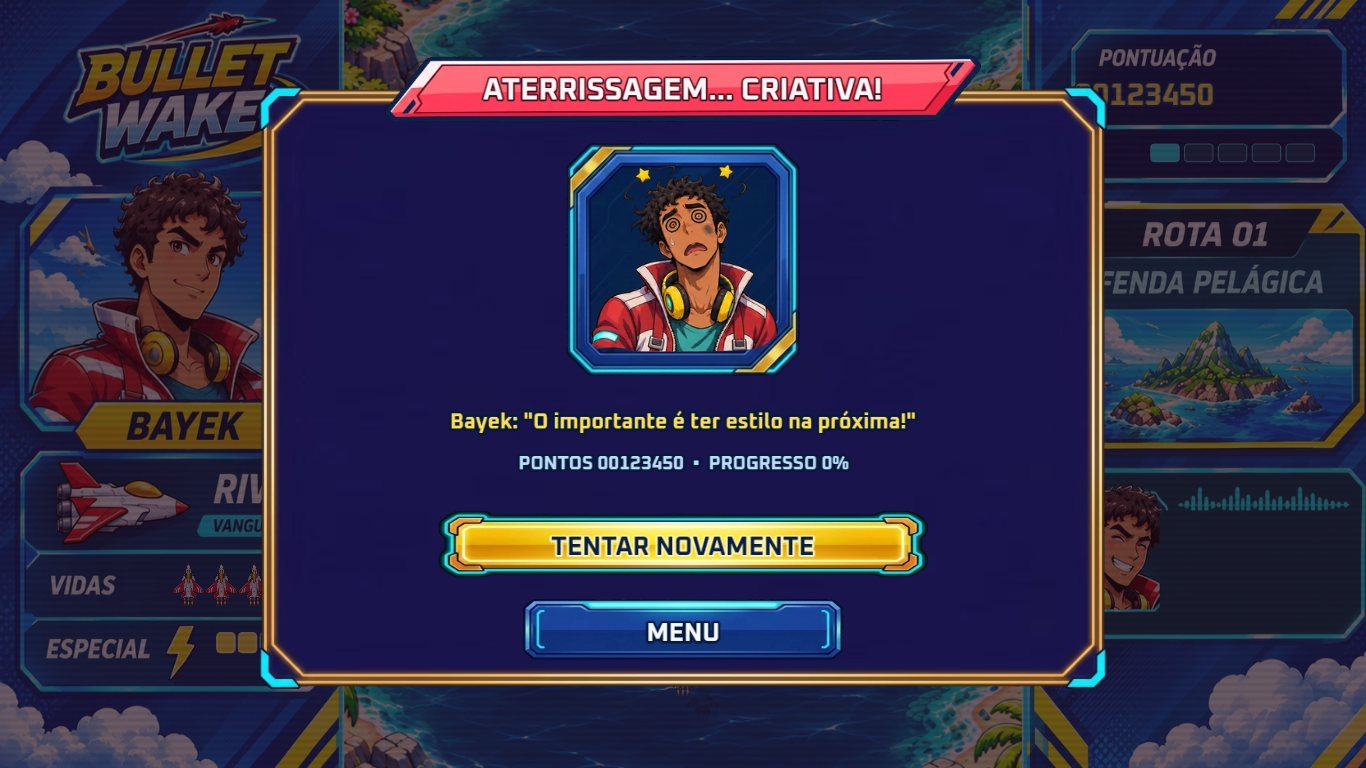 BULLET
WAKE
ATERRISSAGEM... CRIATIVA!
PONTUAÇÃO
0123450
ROTA 01
FENDA PELÁGICA
BAYEK
Bayek: "O importante é ter estilo na próxima!"
PONTOS 00123450 • PROGRESSO 0%
RIV
VANGU
TENTAR NOVAMENTE
VIDAS
MENU
ESPECIAL